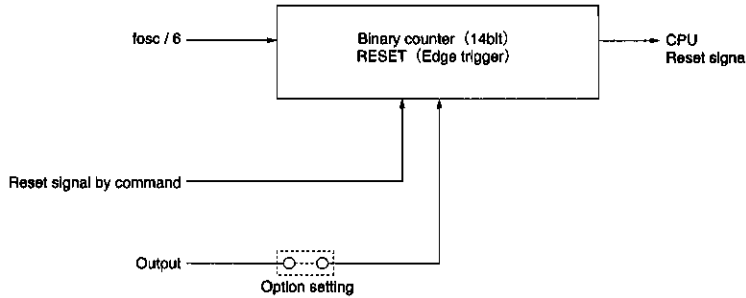 fosc / 6
Binary counter（14blt）
RESET（Edge trigger）
CPU
Reset signa
Reset signal by command
Output
Option setting